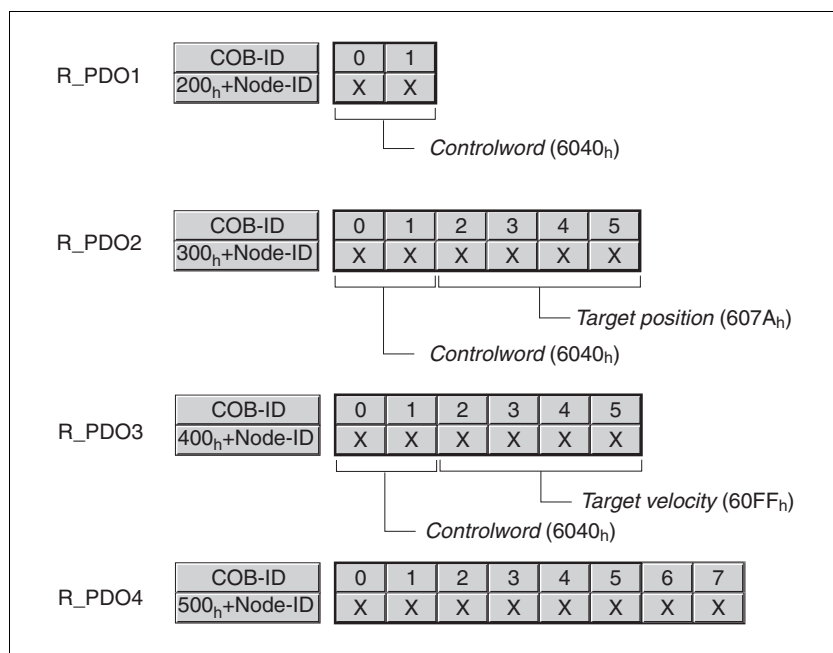 COB-ID 0 1
R_PDO1
200h+Node-ID X X
Controlword (6040h)
COB-ID 0 1 2 3 4 5
R_PDO2
300h+Node-ID X X X X X X
Target position (607Ah)
Controlword (6040h)
COB-ID 0 1 2 3 4 5
R_PDO3
400h+Node-ID X X X X X X
Target velocity (60FFh)
Controlword (6040h)
COB-ID 0 1 2 3 4 5 6 7
R_PDO4
500h+Node-ID X X X X X X X X